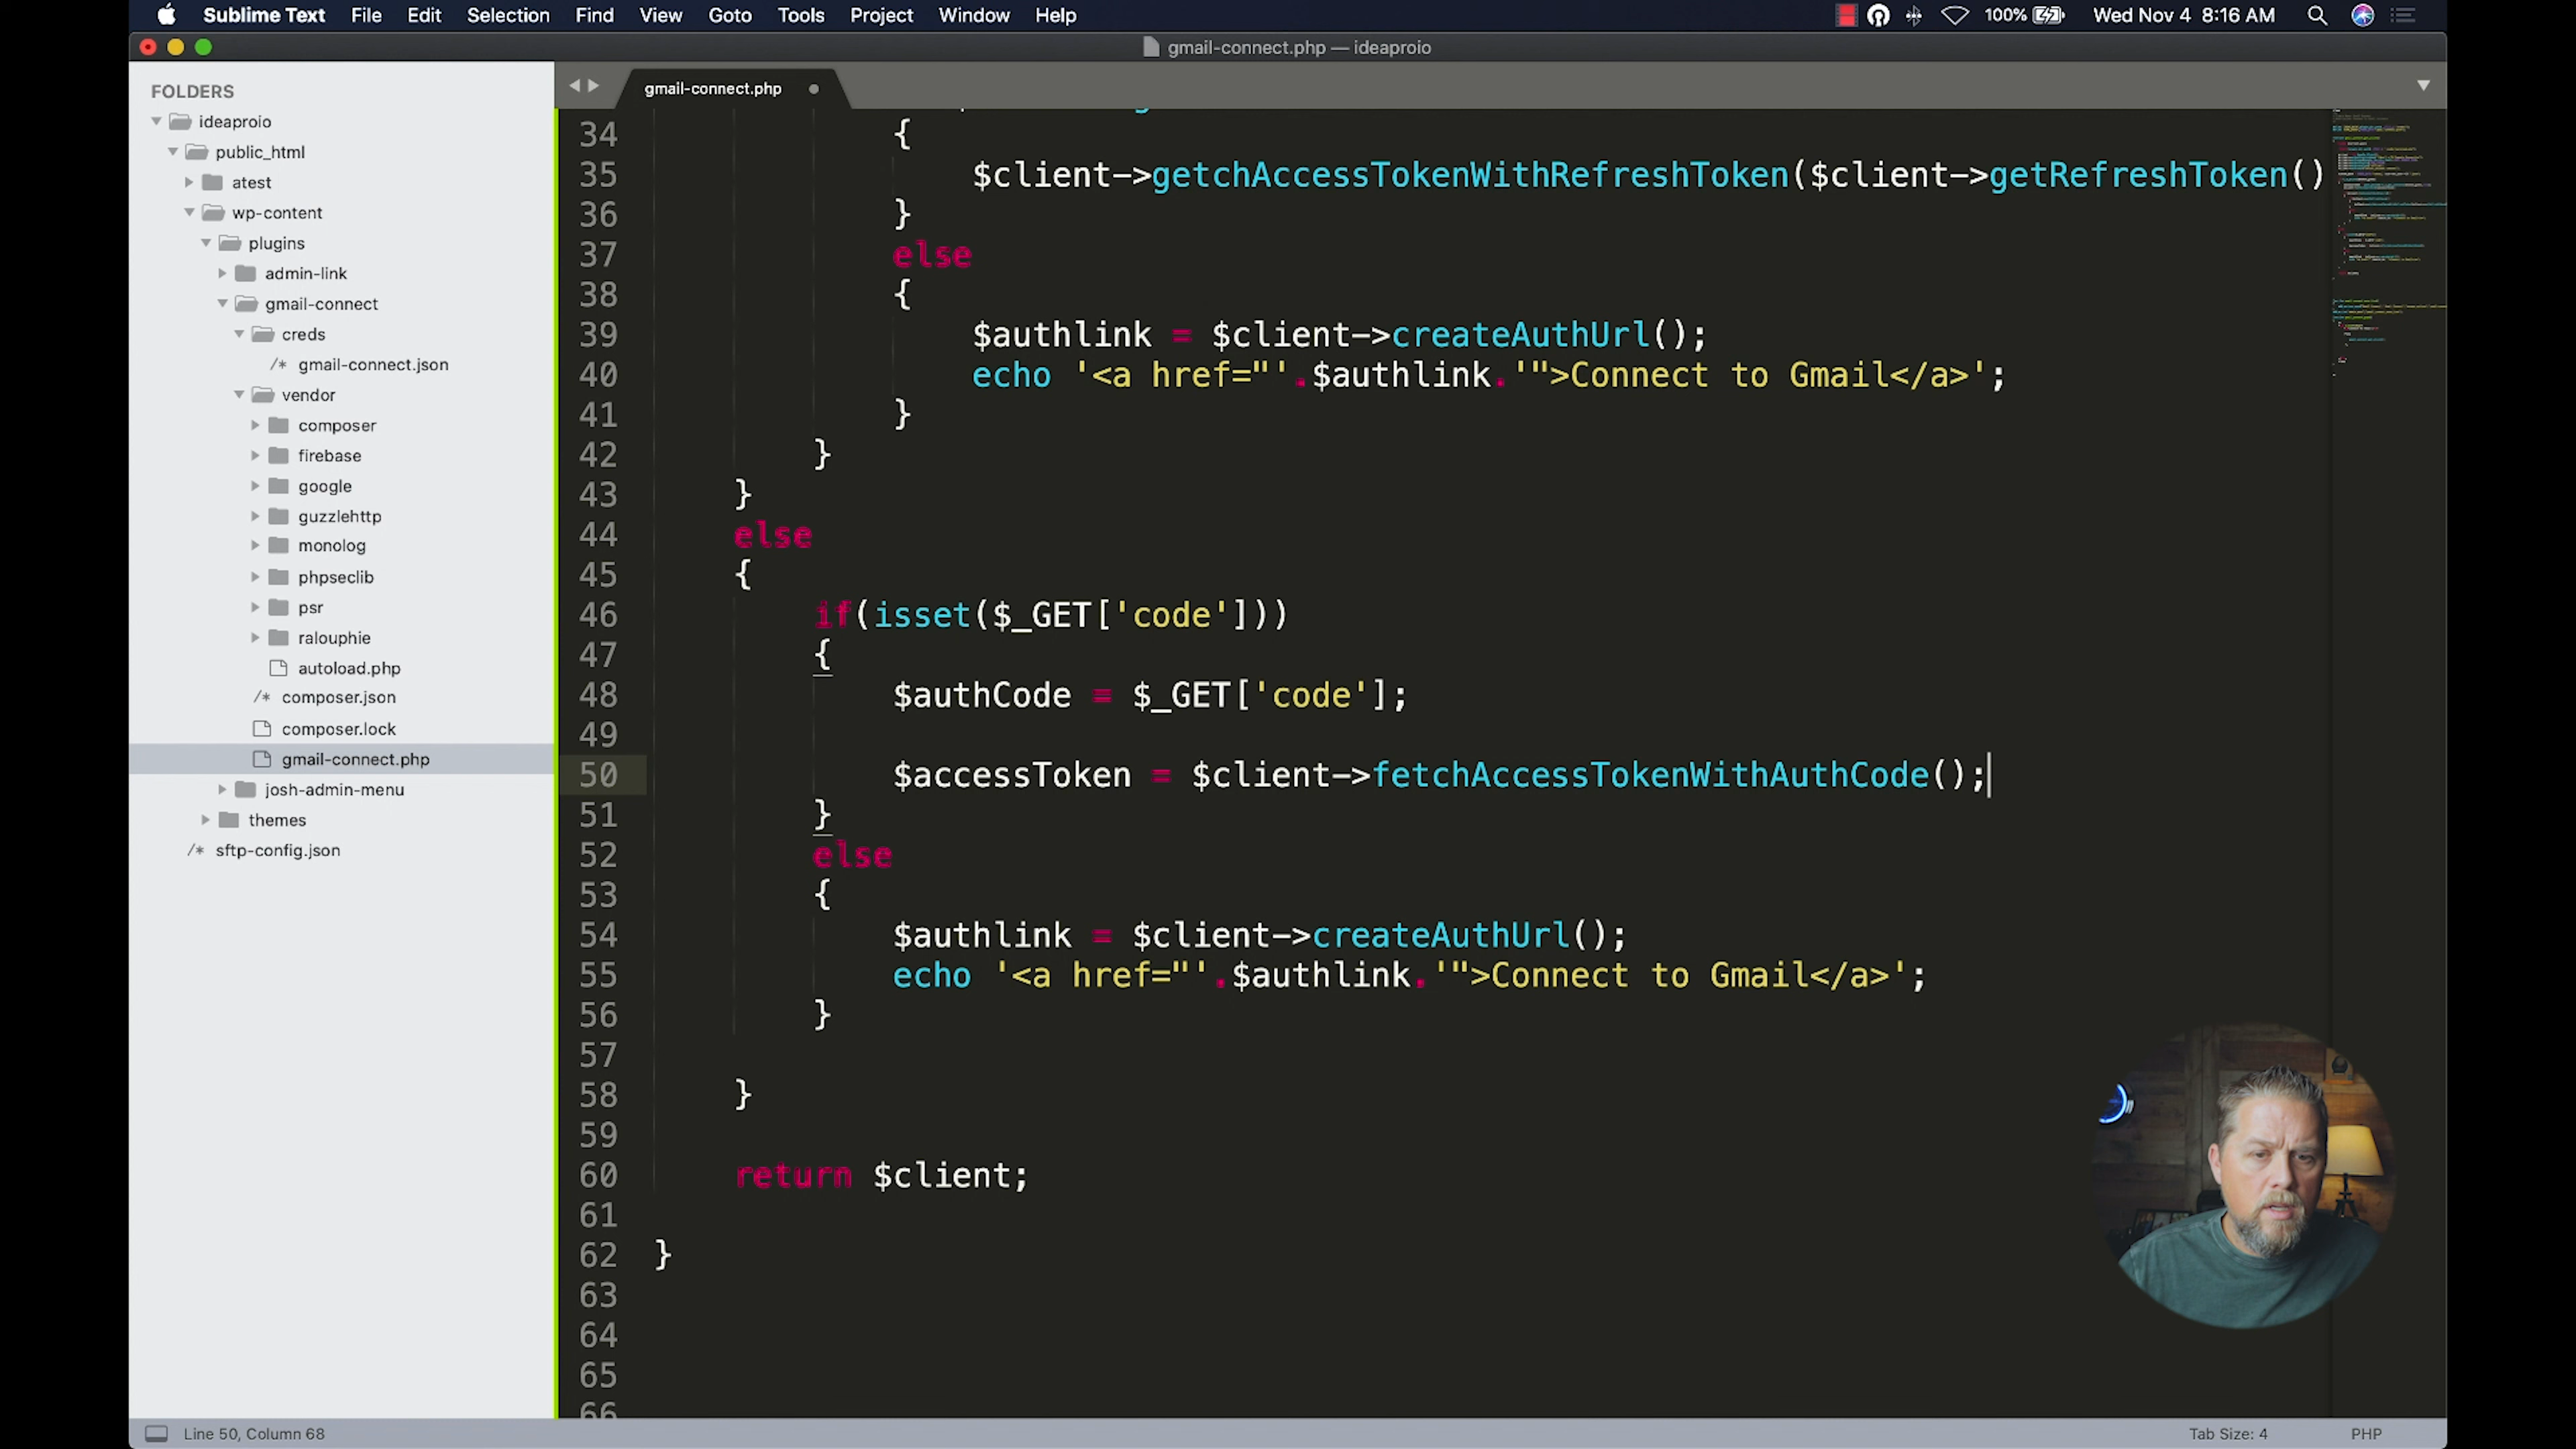 Sublime Text File Edit Selection Find View Goto Tools Project Window Help 100% Wed Nov 4 8:16 AM
gmail-connect.php — ideaproio
FOLDERS
ideaproio
public_html
atest
wp-content
plugins
admin-link
gmail-connect
creds
/* gmail-connect.json
vendor
composer
firebase
google
guzzlehttp
monolog
phpseclib
psr
ralouphie
autoload.php
/* composer.json
composer.lock
gmail-connect.php
josh-admin-menu
themes
/* sftp-config.json
gmail-connect.php
34 {
35 $client->getchAccessTokenWithRefreshToken($client->getRefreshToken()
36 }
37 else
38 {
39 $authlink = $client->createAuthUrl();
40 echo '<a href="'.$authlink.'">Connect to Gmail</a>';
41 }
42 }
43 }
44 else
45 {
46 if(isset($_GET['code']))
47 {
48 $authCode = $_GET['code'];
49
50 $accessToken = $client->fetchAccessTokenWithAuthCode();
51 }
52 else
53 {
54 $authlink = $client->createAuthUrl();
55 echo '<a href="'.$authlink.'">Connect to Gmail</a>';
56 }
57
58 }
59
60 return $client;
61
62 }
63
64
65
66
Line 50, Column 68 Tab Size: 4 PHP